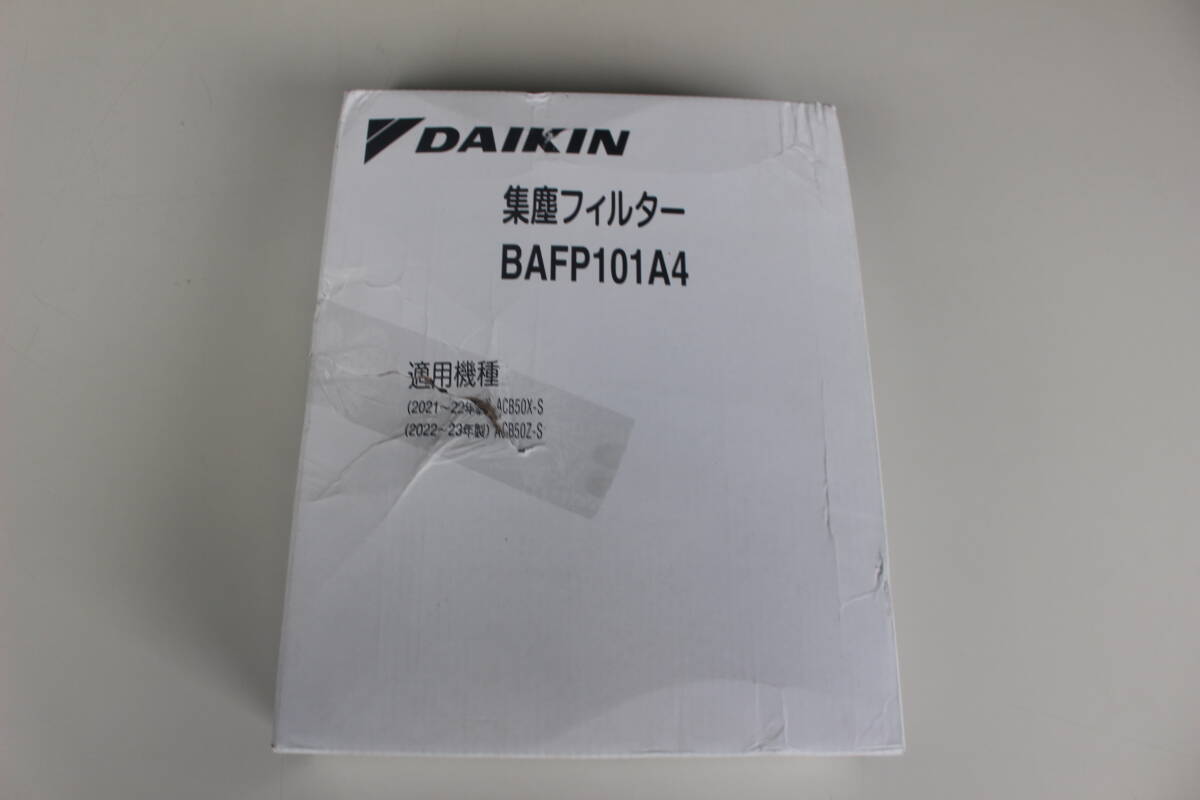 DAIKIN
集塵フィルター
BAFP101A4
適用機種
(2021～22年製) ACB50X-S
(2022～23年製) ACB50Z-S